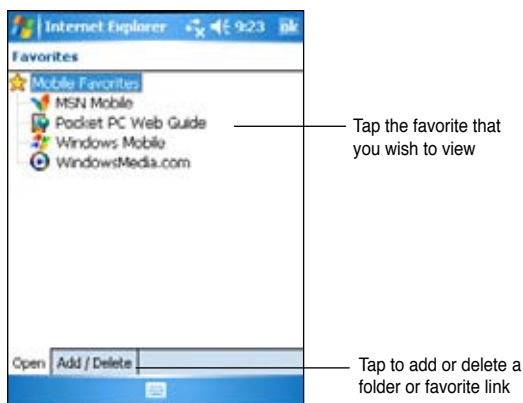 Internet Explorer 9:23 ok
Favorites
Mobile Favorites
MSN Mobile
Pocket PC Web Guide
Windows Mobile
WindowsMedia.com
Tap the favorite that
you wish to view
Open Add / Delete
Tap to add or delete a
folder or favorite link